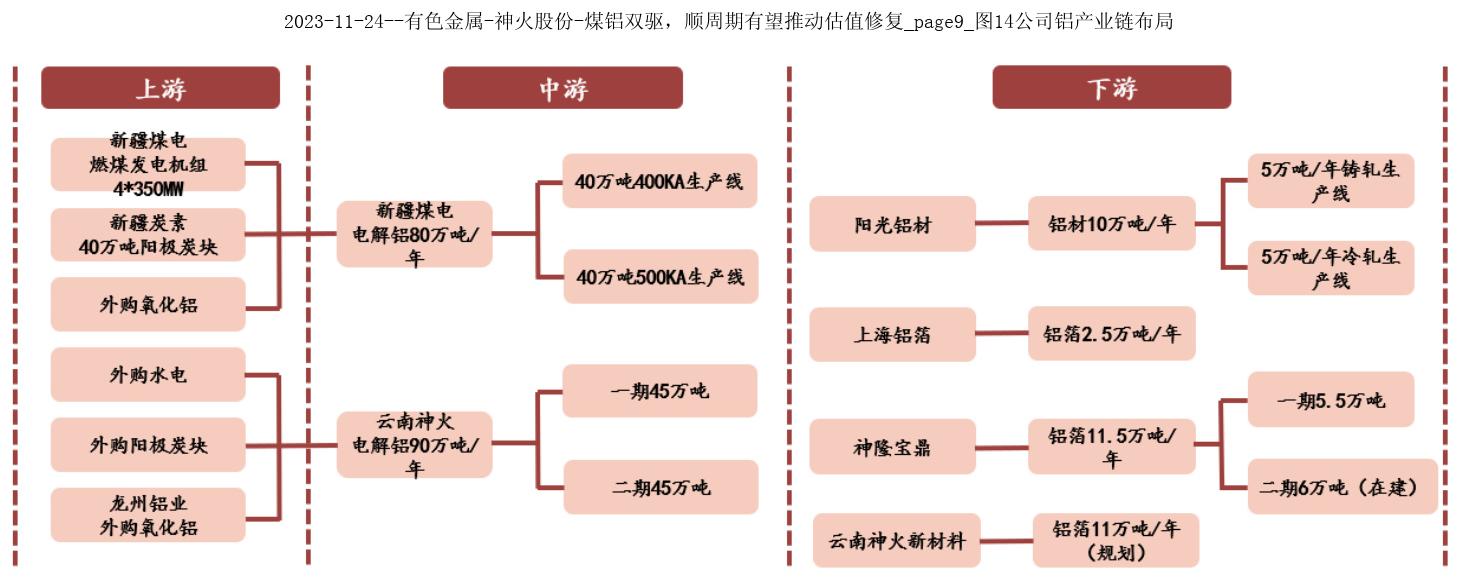 2023-11-24--有色金属-神火股份-煤铝双驱，顺周期有望推动估值修复_page9_图14公司铝产业链布局
上游
新疆煤电
燃煤发电机组
4*350MW
新疆炭素
40万吨阳极炭块
外购氧化铝
外购水电
外购阳极炭块
龙州铝业
外购氧化铝
中游
新疆煤电
电解铝80万吨/
年
40万吨400KA生产线
40万吨500KA生产线
云南神火
电解铝90万吨/
年
一期45万吨
二期45万吨
下游
阳光铝材
铝材10万吨/年
5万吨/年铸轧生
产线
5万吨/年冷轧生
产线
上海铝箔
铝箔2.5万吨/年
神隆宝鼎
铝箔11.5万吨/
年
一期5.5万吨
二期6万吨（在建）
云南神火新材料
铝箔11万吨/年
（规划）